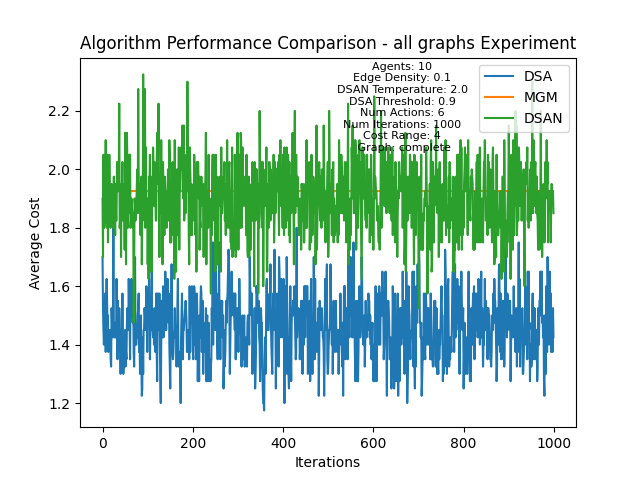 Algorithm Performance Comparison - all graphs Experiment
Agents: 10
Edge Density: 0.1
DSAN Temperature: 2.0
DSA Threshold: 0.9
Num Actions: 6
Num Iterations: 1000
Cost Range: 4
Graph: complete
DSA
MGM
DSAN
Average Cost
2.2
2.0
1.8
1.6
1.4
1.2
0
200
400
600
800
1000
Iterations